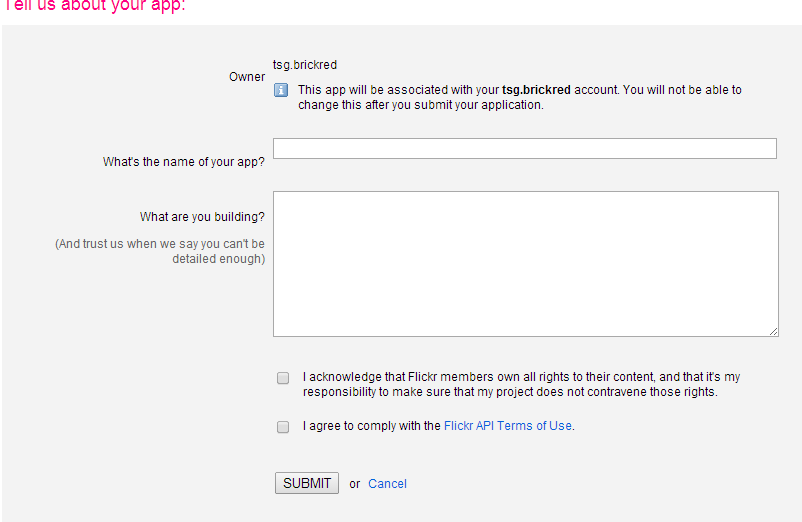 Tell us about your app:
tsg.brickred
Owner
This app will be associated with your tsg.brickred account. You will not be able to
change this after you submit your application.
What's the name of your app?
What are you building?
(And trust us when we say you can't be
detailed enough)
I acknowledge that Flickr members own all rights to their content, and that it's my
responsibility to make sure that my project does not contravene those rights.
I agree to comply with the Flickr API Terms of Use.
SUBMIT or Cancel